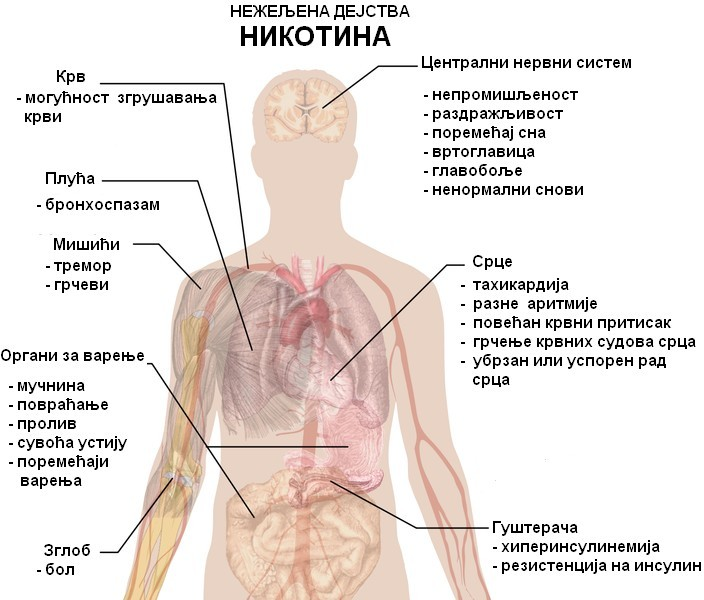 НЕЖЕЉЕНА ДЕЈСТВА
НИКОТИНА
Крв
- могућност згрушавања
крви
Плућа
- бронхоспазам
Мишићи
- тремор
- грчеви
Органи за варење
- мучнина
- повраћање
- пролив
- сувоћа устију
- поремећаји
варења
Зглоб
- бол
Централни нервни систем
- непромишљеност
- раздражљивост
- поремећај сна
- вртоглавица
- главобоље
- ненормални снови
Срце
- тахикардија
- разне аритмије
- повећан крвни притисак
- грчење крвних судова срца
- убрзан или успорен рад
срца
Гуштерача
- хиперинсулинемија
- резистенција на инсулин